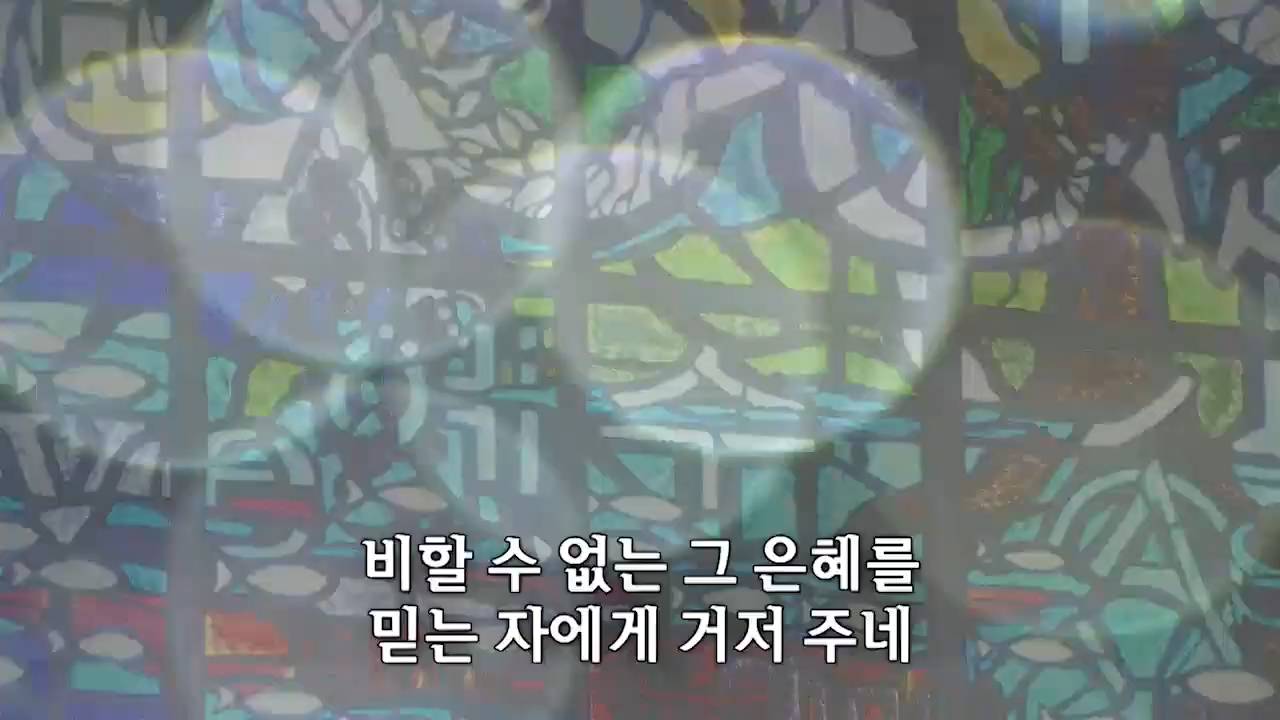 비할 수 없는 그 은혜를
믿는 자에게 거저 주네